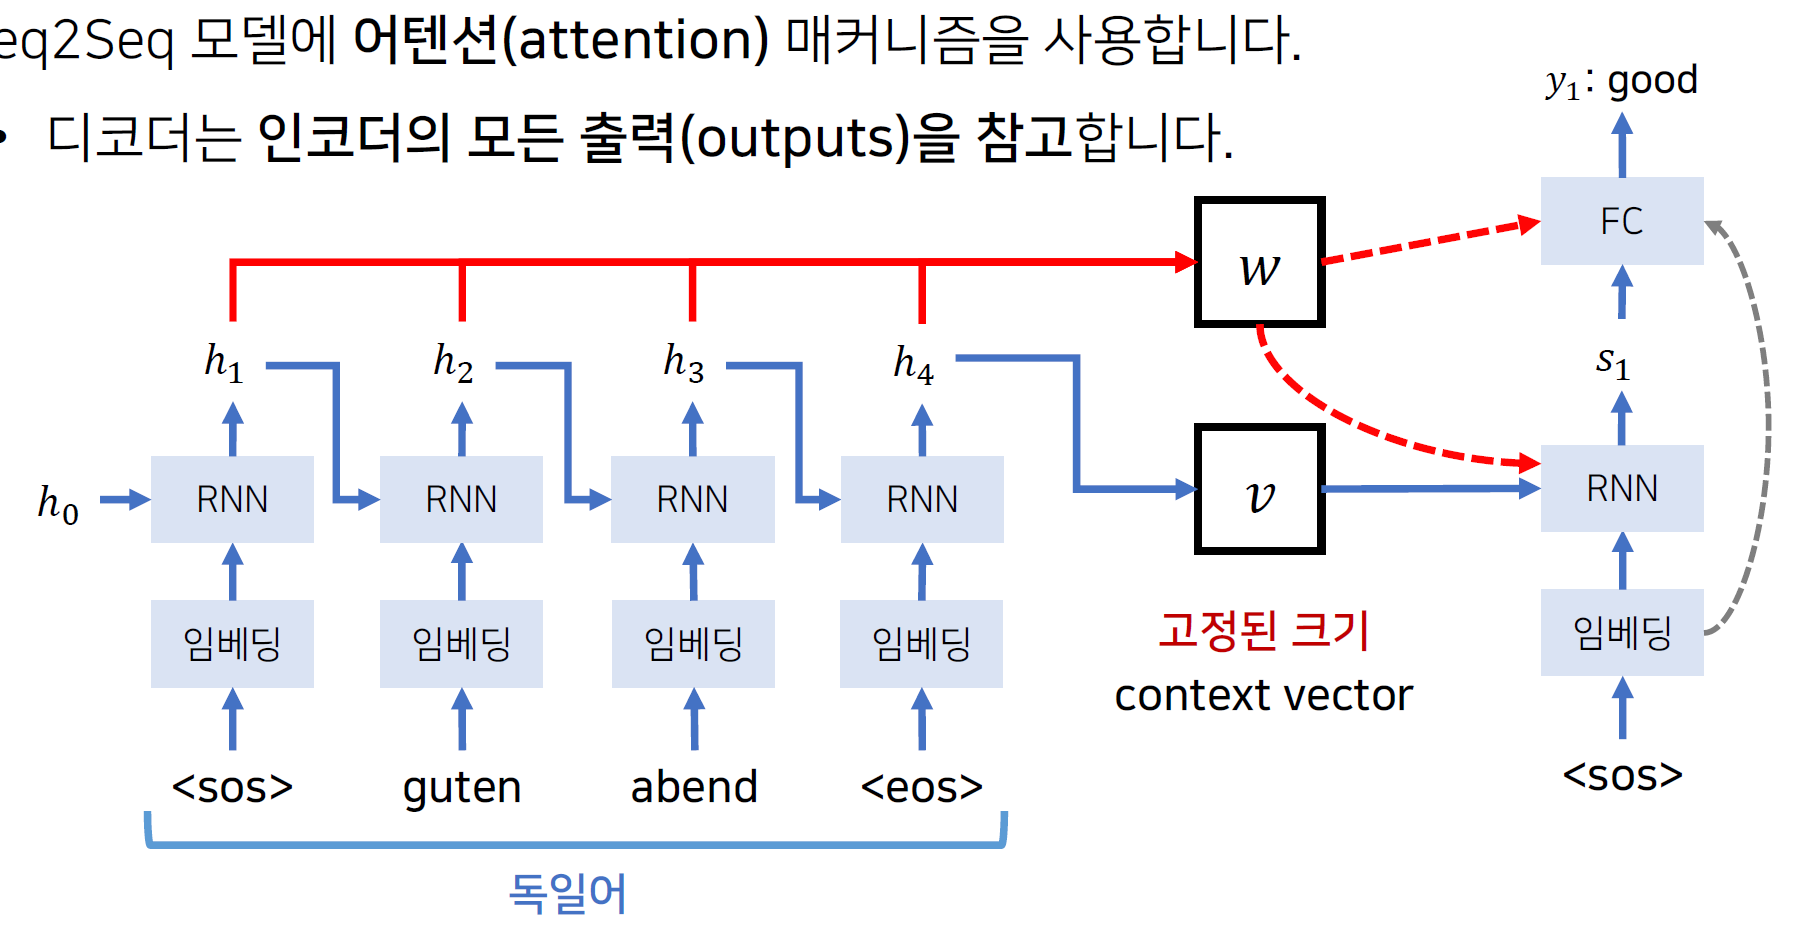 eq2Seq 모델에 어텐션(attention) 매커니즘을 사용합니다.
• 디코더는 인코더의 모든 출력(outputs)을 참고합니다.
y₁: good
FC
w
h₁ h₂ h₃ h₄
s₁
h₀ RNN RNN RNN RNN
v
RNN
임베딩 임베딩 임베딩 임베딩
고정된 크기
context vector
임베딩
<sos> guten abend <eos>
<sos>
독일어